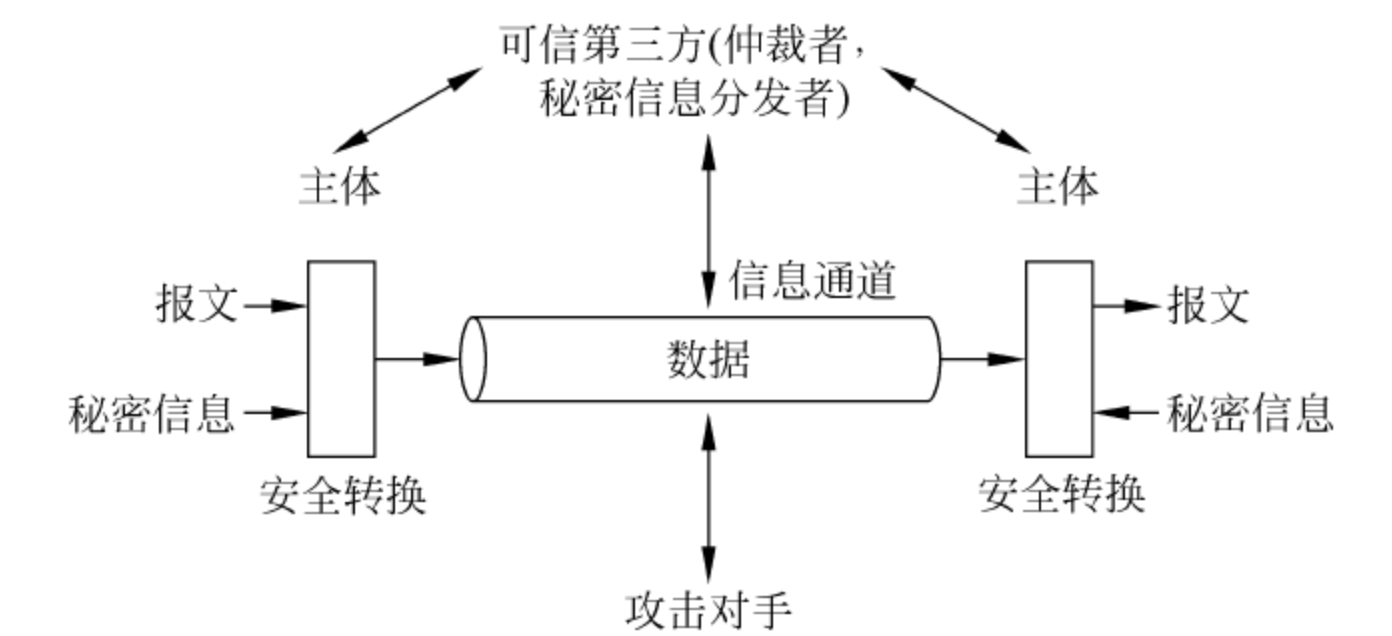 可信第三方(仲裁者，
秘密信息分发者)
主体
主体
信息通道
报文
报文
数据
秘密信息
秘密信息
安全转换
安全转换
攻击对手